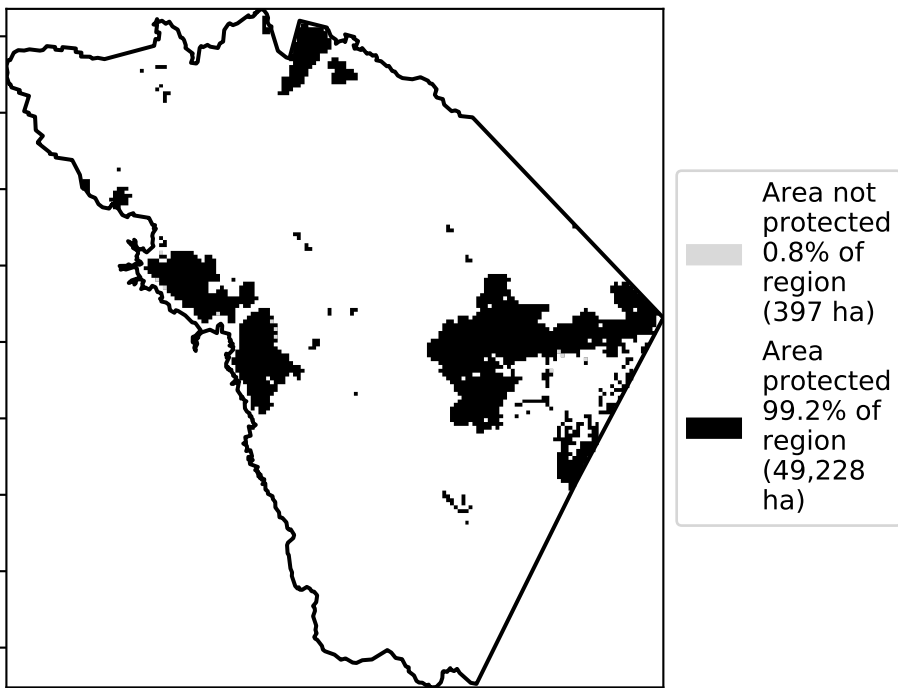 Area not
protected
0.8% of
region
(397 ha)
Area
protected
99.2% of
region
(49,228
ha)